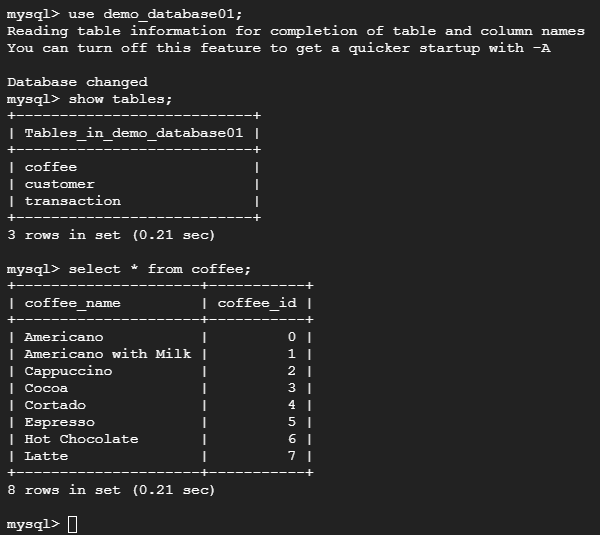 mysql> use demo_database01;
Reading table information for completion of table and column names
You can turn off this feature to get a quicker startup with -A

Database changed
mysql> show tables;
+---------------------------+
| Tables_in_demo_database01 |
+---------------------------+
| coffee                    |
| customer                  |
| transaction               |
+---------------------------+
3 rows in set (0.21 sec)

mysql> select * from coffee;
+---------------------+-----------+
| coffee_name         | coffee_id |
+---------------------+-----------+
| Americano           |         0 |
| Americano with Milk |         1 |
| Cappuccino          |         2 |
| Cocoa               |         3 |
| Cortado             |         4 |
| Espresso            |         5 |
| Hot Chocolate       |         6 |
| Latte               |         7 |
+---------------------+-----------+
8 rows in set (0.21 sec)

mysql>